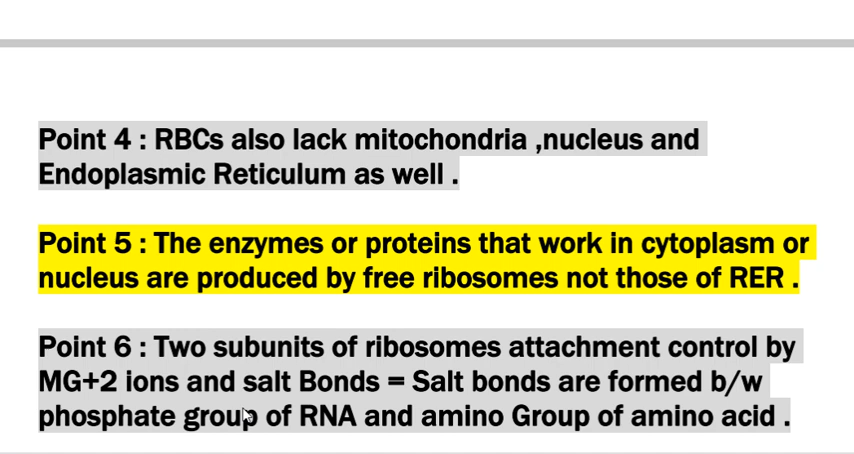 Point 4 : RBCs also lack mitochondria ,nucleus and
Endoplasmic Reticulum as well .
Point 5 : The enzymes or proteins that work in cytoplasm or
nucleus are produced by free ribosomes not those of RER .
Point 6 : Two subunits of ribosomes attachment control by
MG+2 ions and salt Bonds = Salt bonds are formed b/w
phosphate group of RNA and amino Group of amino acid .